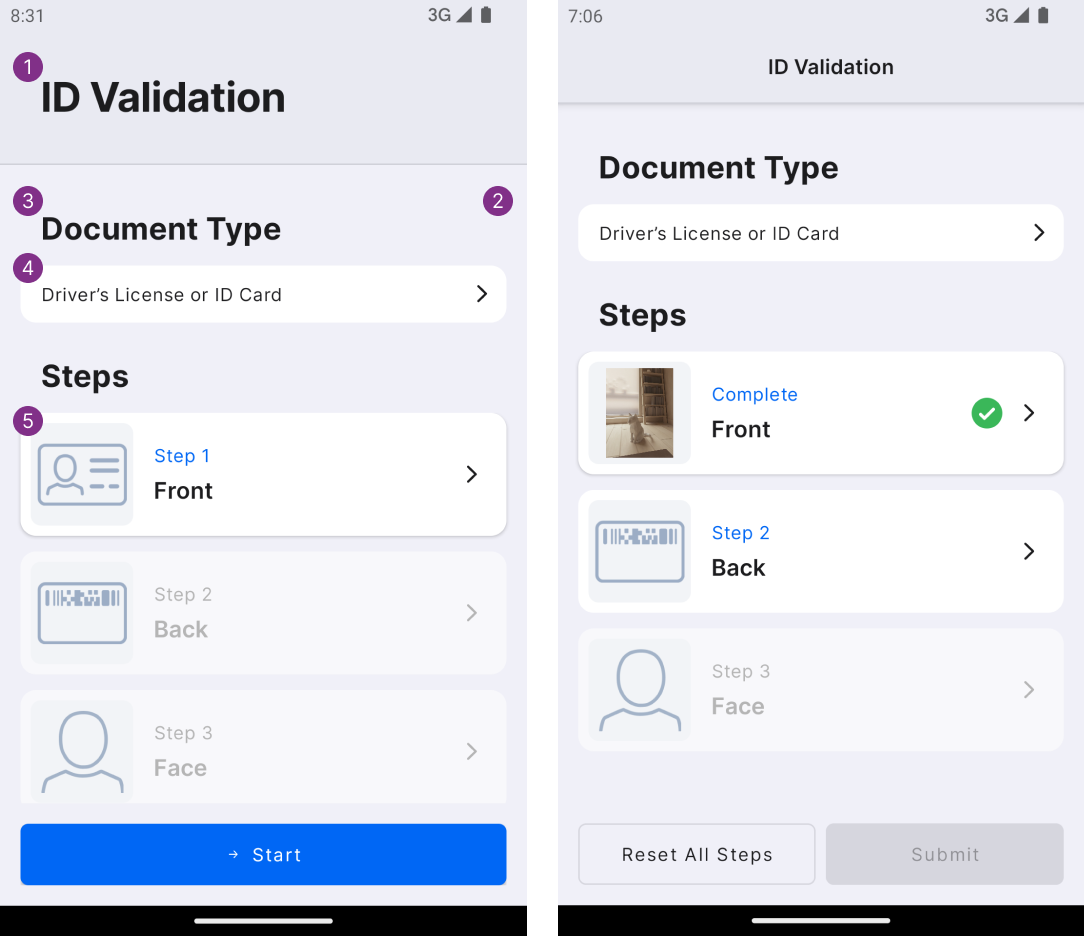 8:31
3G
1
ID Validation
3
2
Document Type
4
Driver’s License or ID Card
Steps
5
Step 1
Front
Step 2
Back
Step 3
Face
→ Start
7:06
3G
ID Validation
Document Type
Driver’s License or ID Card
Steps
Complete
Front
Step 2
Back
Step 3
Face
Reset All Steps
Submit